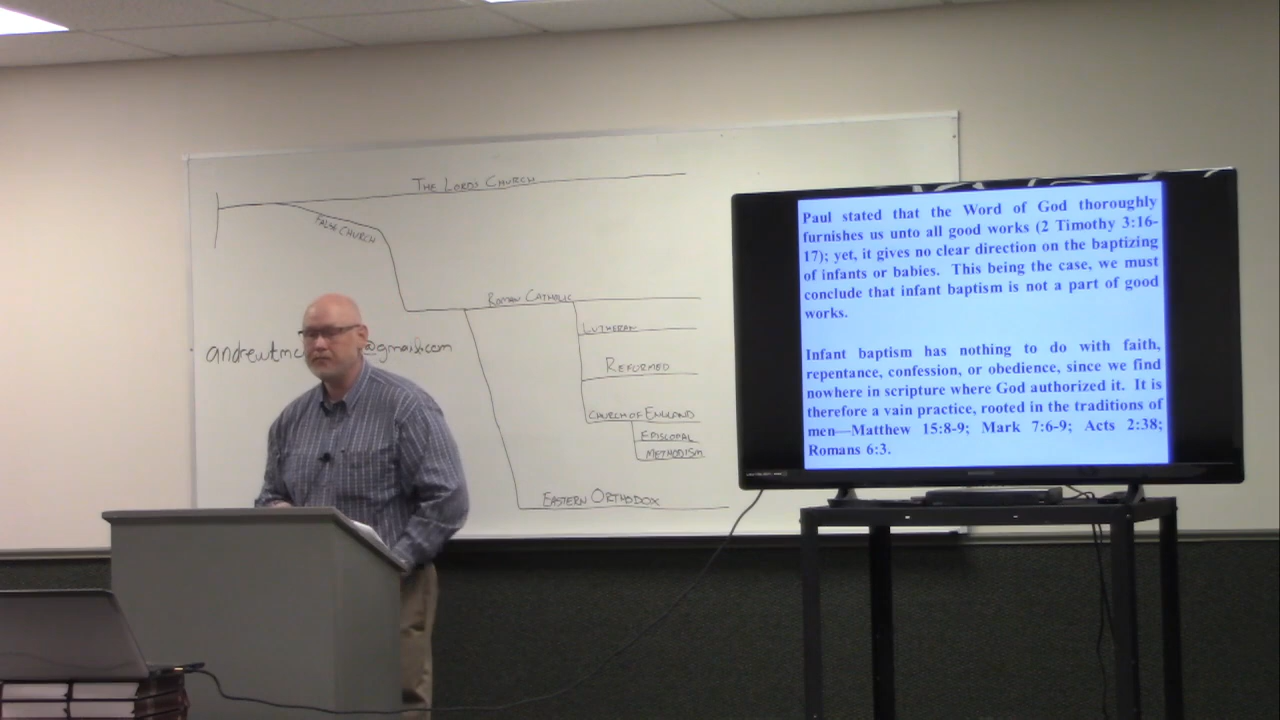 The Lords Church
False Church
Roman Catholic
Lutheran
Reformed
Church of England
Episcopal
Methodism
Eastern Orthodox
@gmail.com
Paul stated that the Word of God thoroughly
furnishes us unto all good works (2 Timothy 3:16-
17); yet, it gives no clear direction on the baptizing
of infants or babies. This being the case, we must
conclude that infant baptism is not a part of good
works.
Infant baptism has nothing to do with faith,
repentance, confession, or obedience, since we find
nowhere in scripture where God authorized it. It is
therefore a vain practice, rooted in the traditions of
men—Matthew 15:8-9; Mark 7:6-9; Acts 2:38;
Romans 6:3.